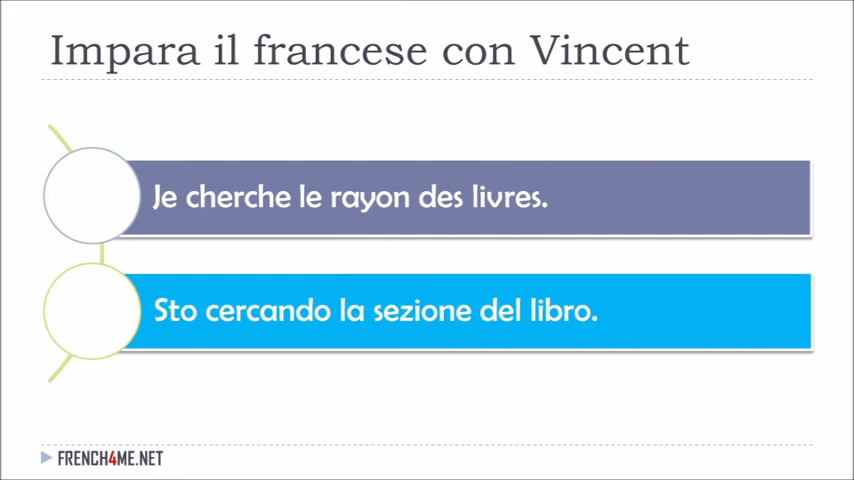 Impara il francese con Vincent
Je cherche le rayon des livres.
Sto cercando la sezione del libro.
FRENCH4ME.NET